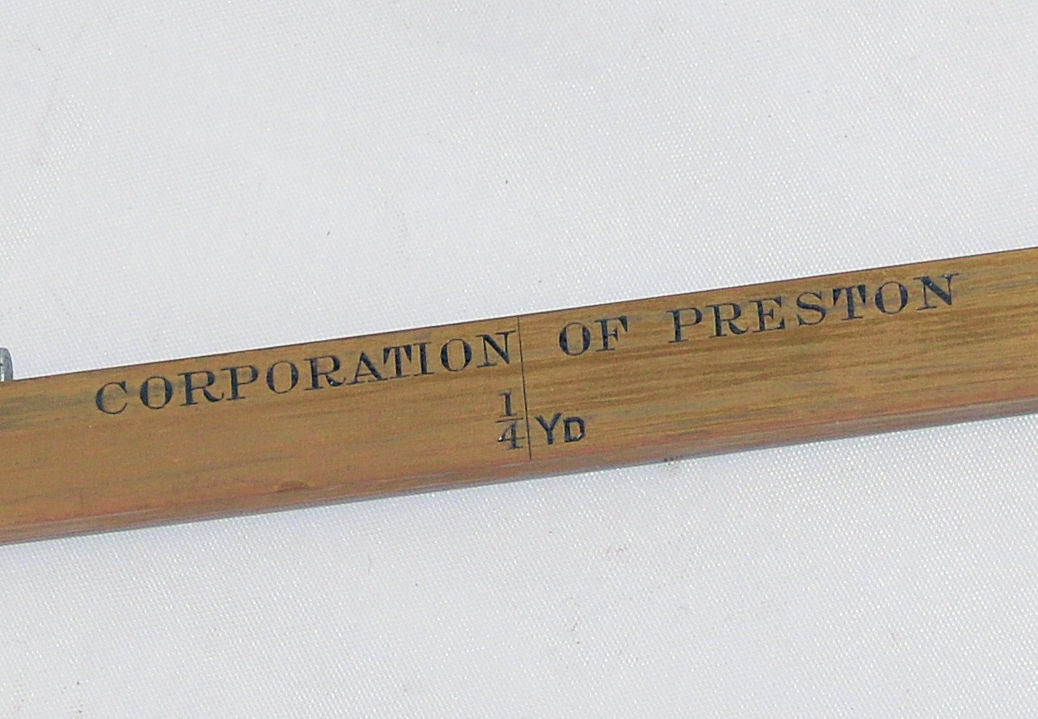 CORPORATION OF PRESTON
1/4 YD